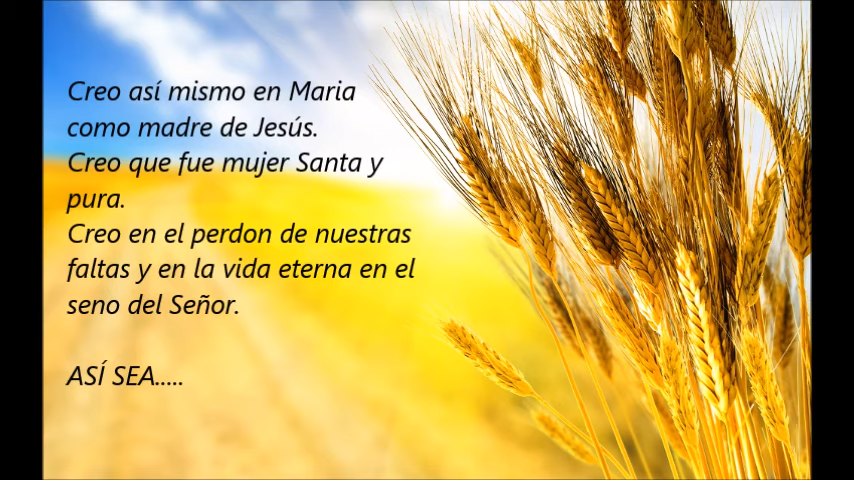 Creo así mismo en Maria
como madre de Jesús.
Creo que fue mujer Santa y
pura.
Creo en el perdon de nuestras
faltas y en la vida eterna en el
seno del Señor.
ASÍ SEA.....